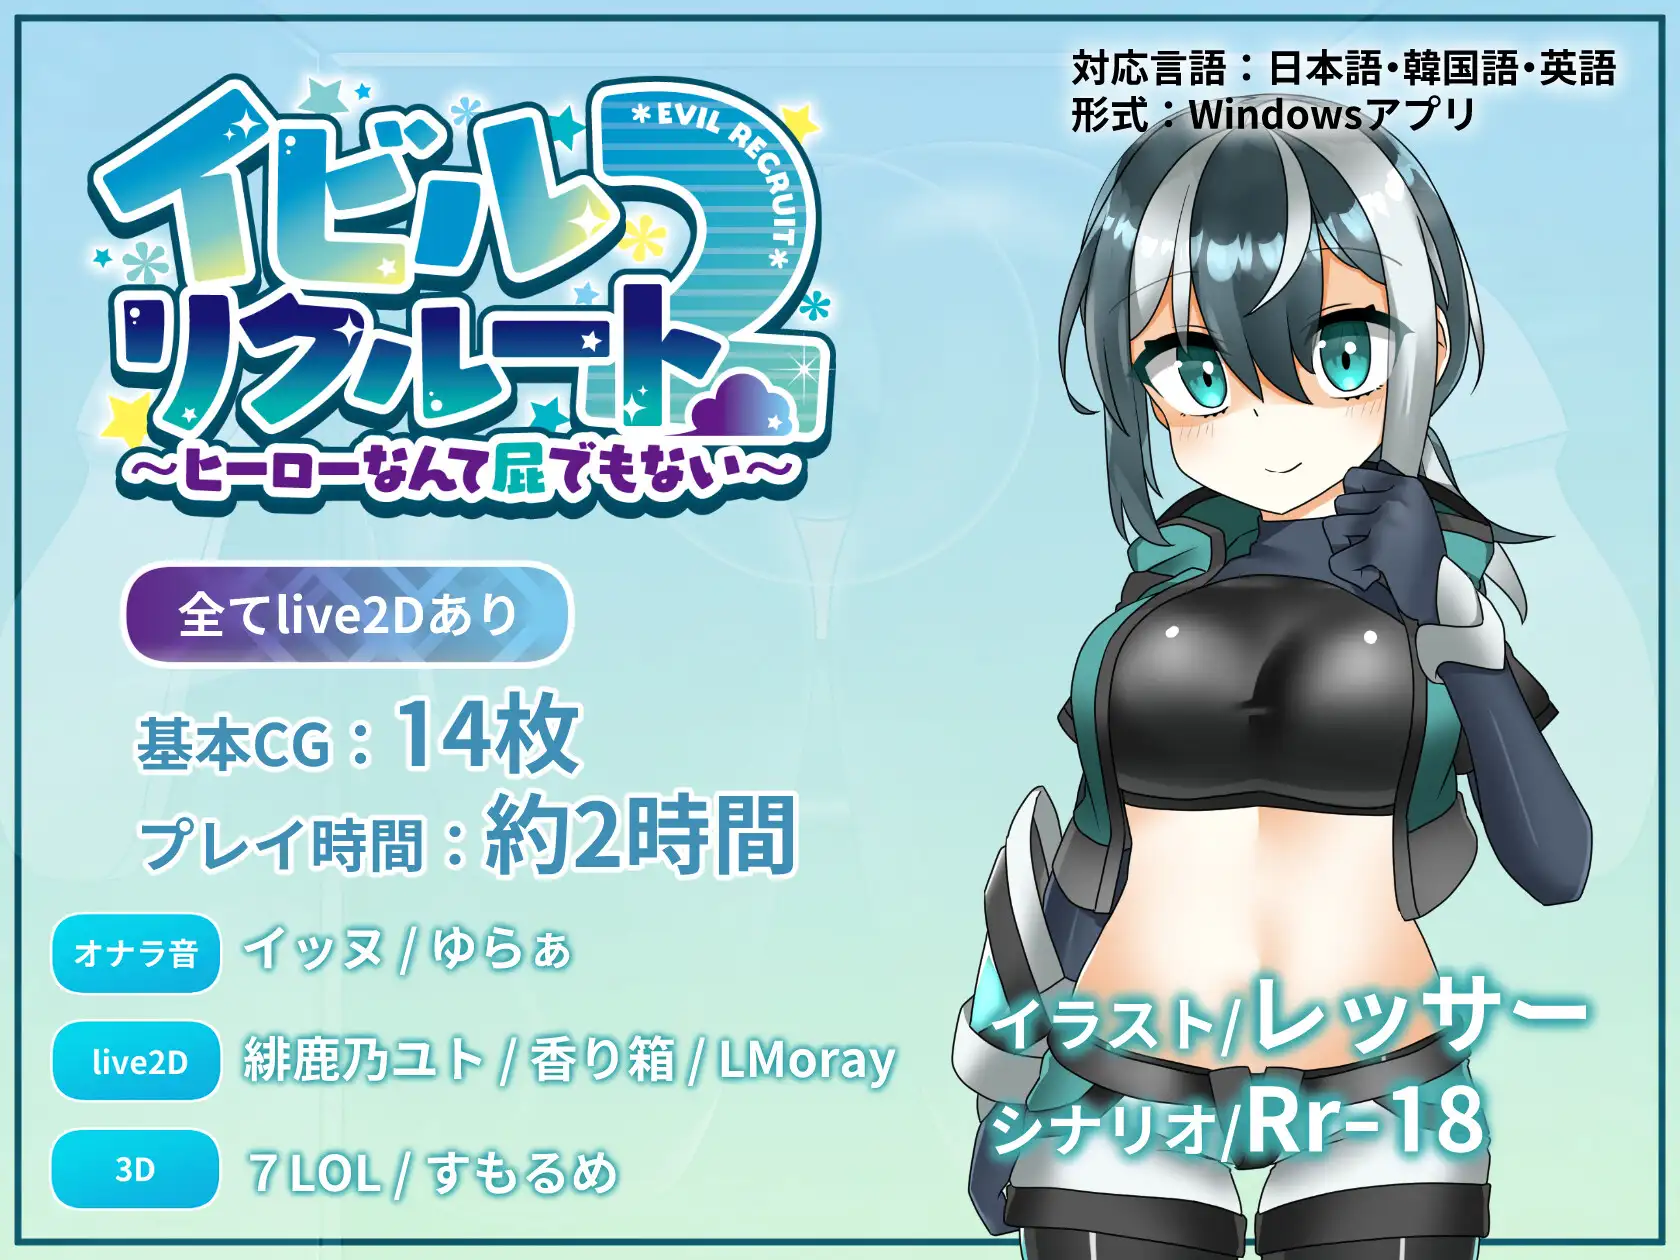 対応言語：日本語・韓国語・英語
形式：Windowsアプリ
イビル
リクルート2
*EVIL RECRUIT*
～ヒーローなんて屁でもない～
全てlive2Dあり
基本CG：14枚
プレイ時間：約2時間
オナラ音 イッヌ / ゆらぁ
live2D 緋鹿乃ユト / 香り箱 / LMoray
3D ７LOL / すもるめ
イラスト/レッサー
シナリオ/Rr-18